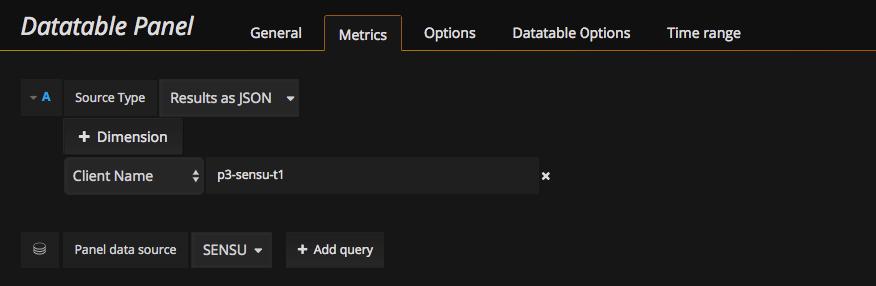 Datatable Panel General Metrics Options Datatable Options Time range
A Source Type Results as JSON
+ Dimension
Client Name p3-sensu-t1 ×
Panel data source SENSU + Add query